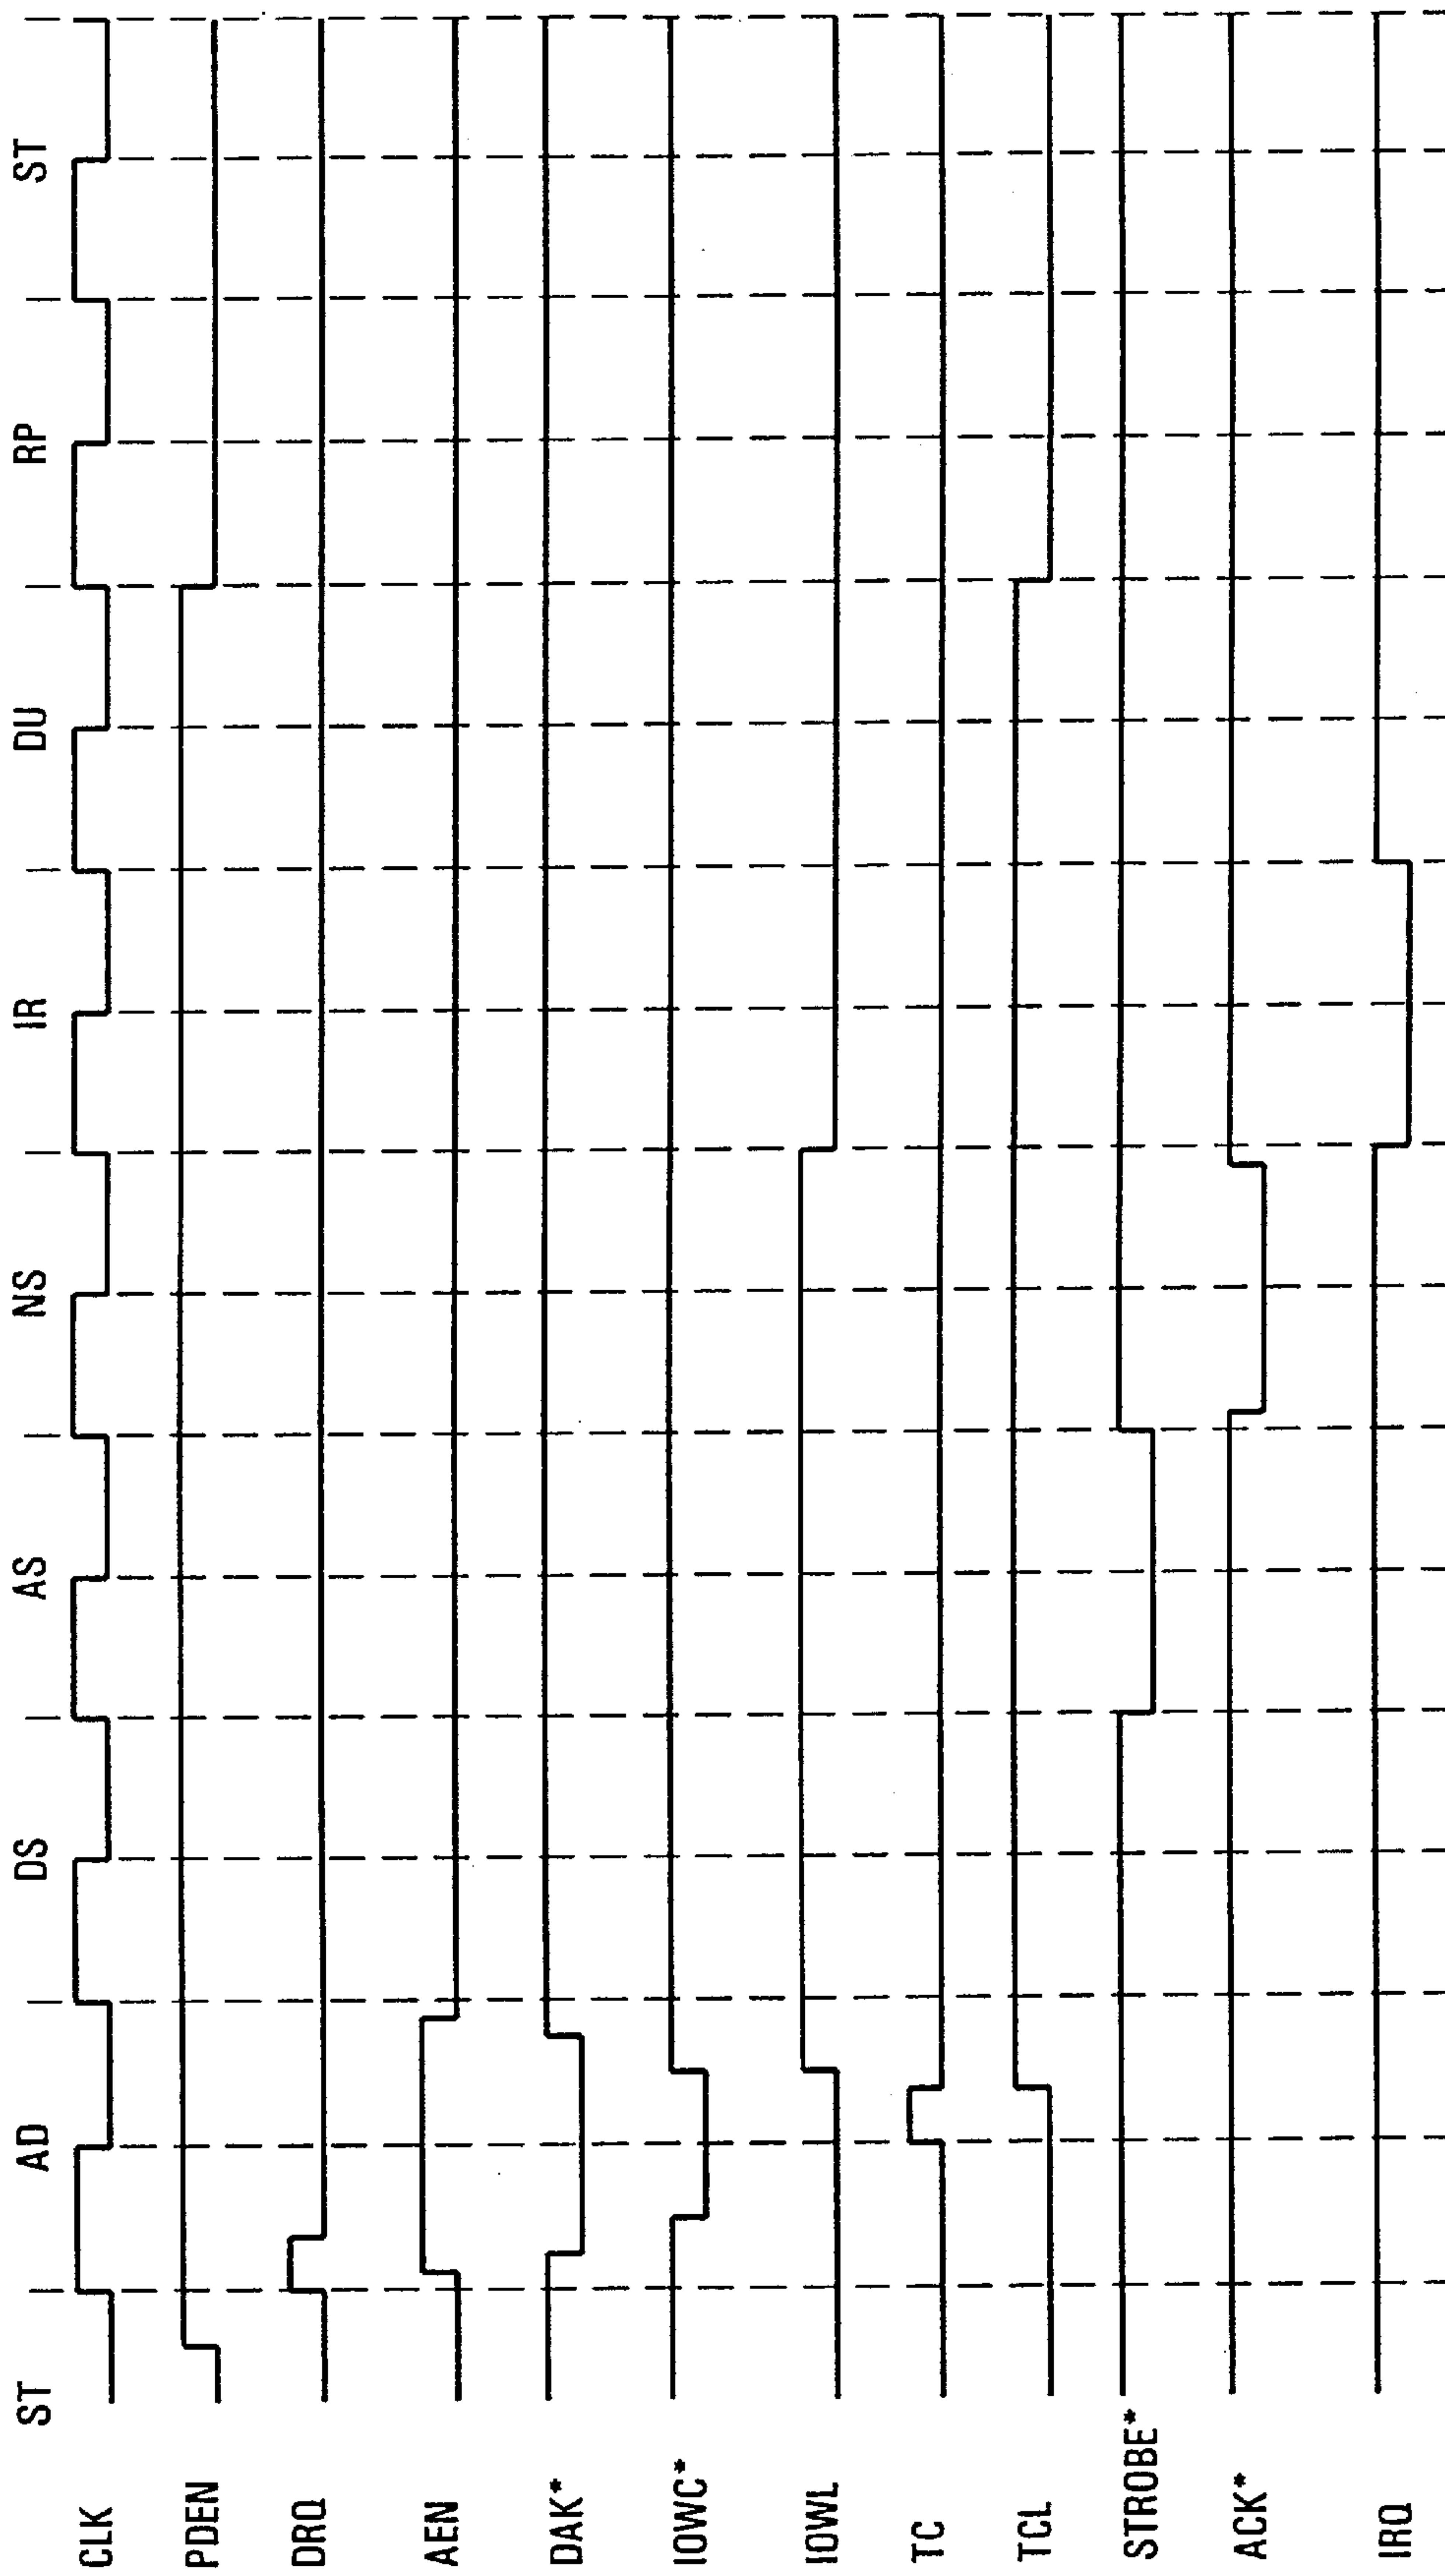 ST AD DS AS NS IR DU RP ST
CLK
PDEN
DRQ
AEN
DAK*
IOWC*
IOWL
TC
TCL
STROBE*
ACK*
IRQ